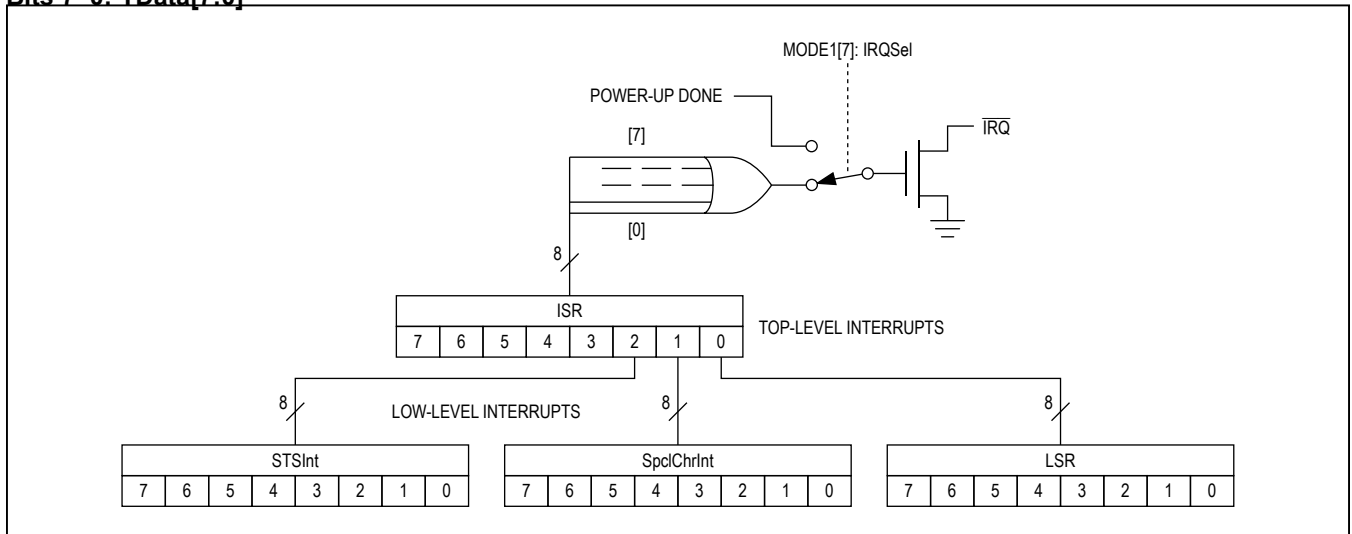 MODE1[7]: IRQSel
POWER-UP DONE
IRQ
[7]
[0]
8
ISR
7 6 5 4 3 2 1 0
TOP-LEVEL INTERRUPTS
8 LOW-LEVEL INTERRUPTS 8 8
STSInt SpclChrInt LSR
7 6 5 4 3 2 1 0 7 6 5 4 3 2 1 0 7 6 5 4 3 2 1 0